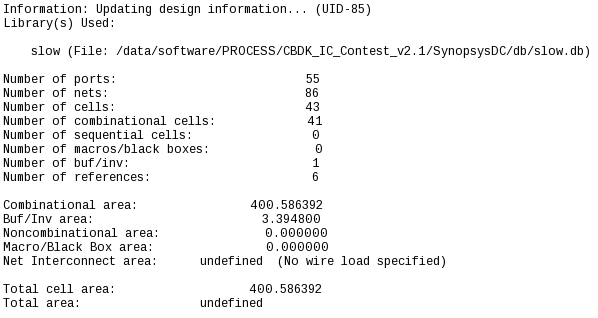 Information: Updating design information... (UID-85)
Library(s) Used:
slow (File: /data/software/PROCESS/CBDK_IC_Contest_v2.1/SynopsysDC/db/slow.db)
Number of ports: 55
Number of nets: 86
Number of cells: 43
Number of combinational cells: 41
Number of sequential cells: 0
Number of macros/black boxes: 0
Number of buf/inv: 1
Number of references: 6
Combinational area: 400.586392
Buf/Inv area: 3.394800
Noncombinational area: 0.000000
Macro/Black Box area: 0.000000
Net Interconnect area: undefined (No wire load specified)
Total cell area: 400.586392
Total area: undefined